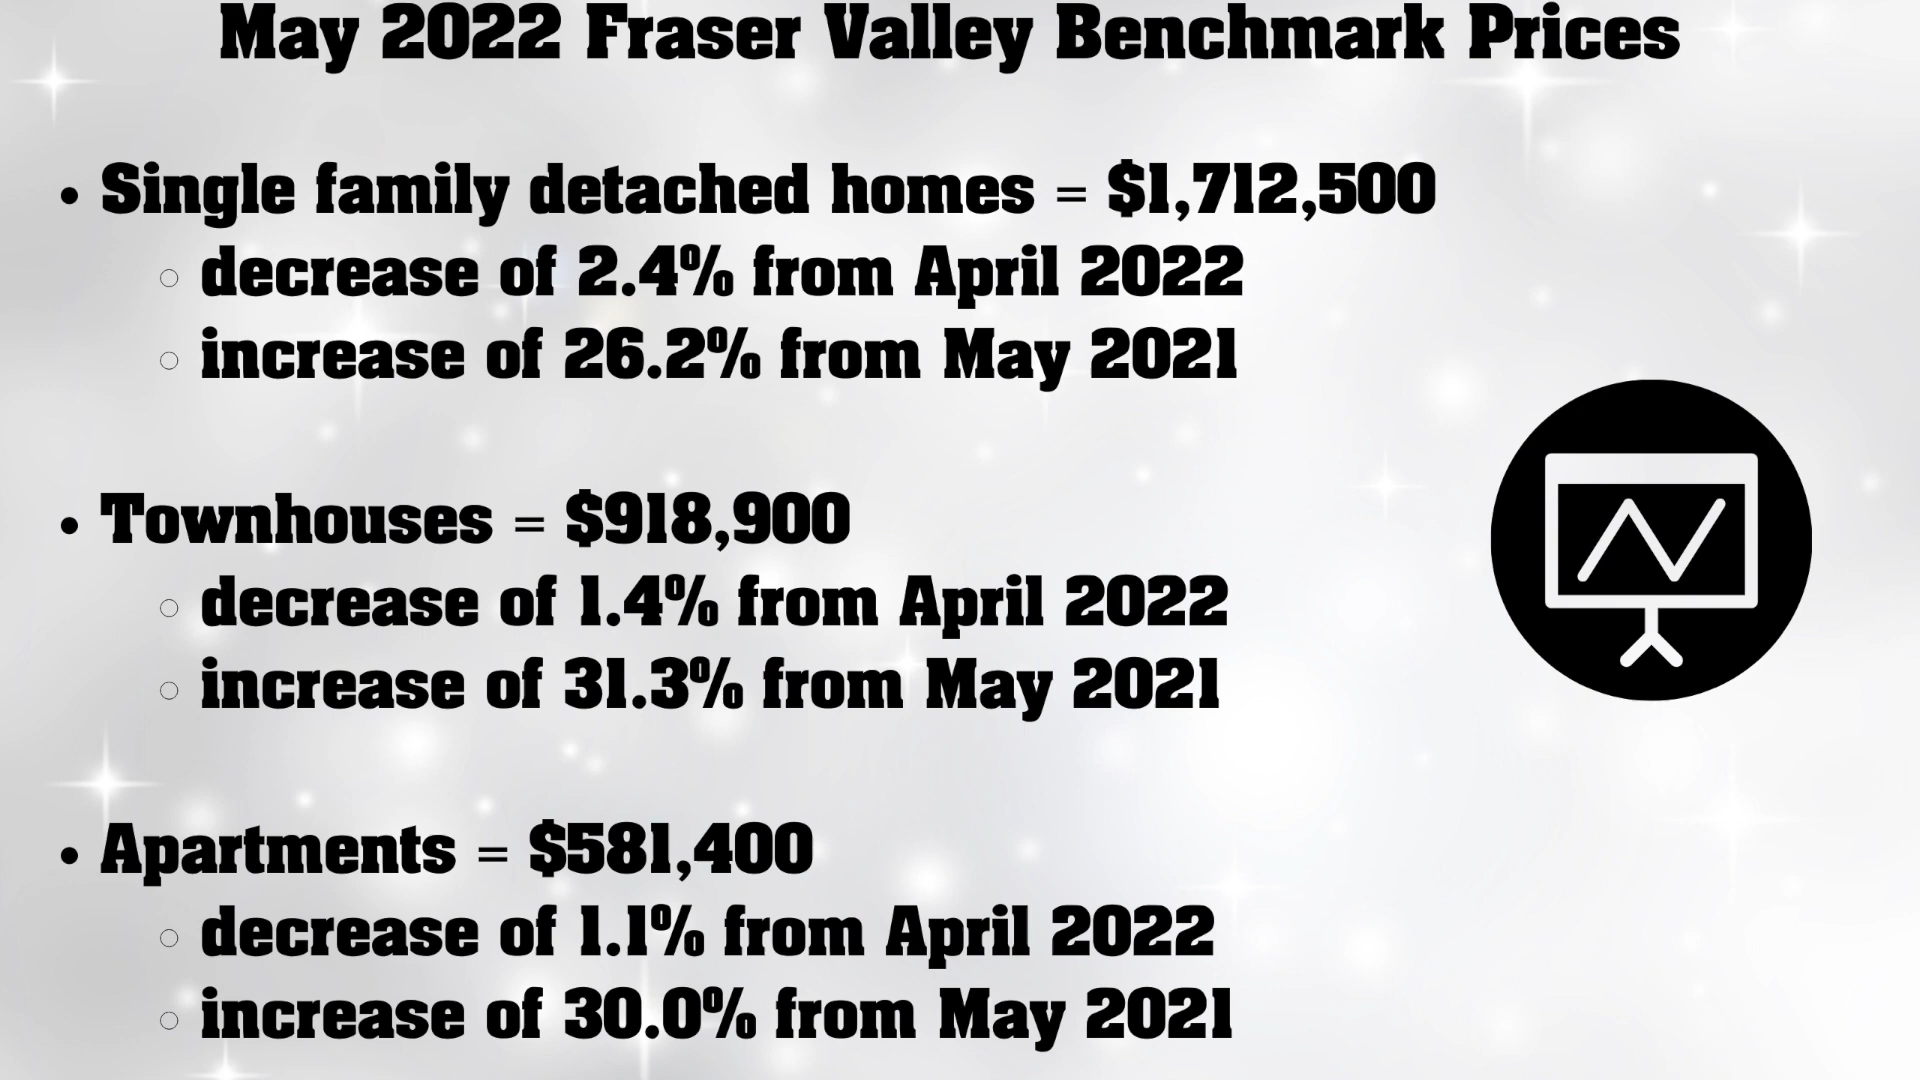 May 2022 Fraser Valley Benchmark Prices
• Single family detached homes = $1,712,500
○ decrease of 2.4% from April 2022
○ increase of 26.2% from May 2021
• Townhouses = $918,900
○ decrease of 1.4% from April 2022
○ increase of 31.3% from May 2021
• Apartments = $581,400
○ decrease of 1.1% from April 2022
○ increase of 30.0% from May 2021